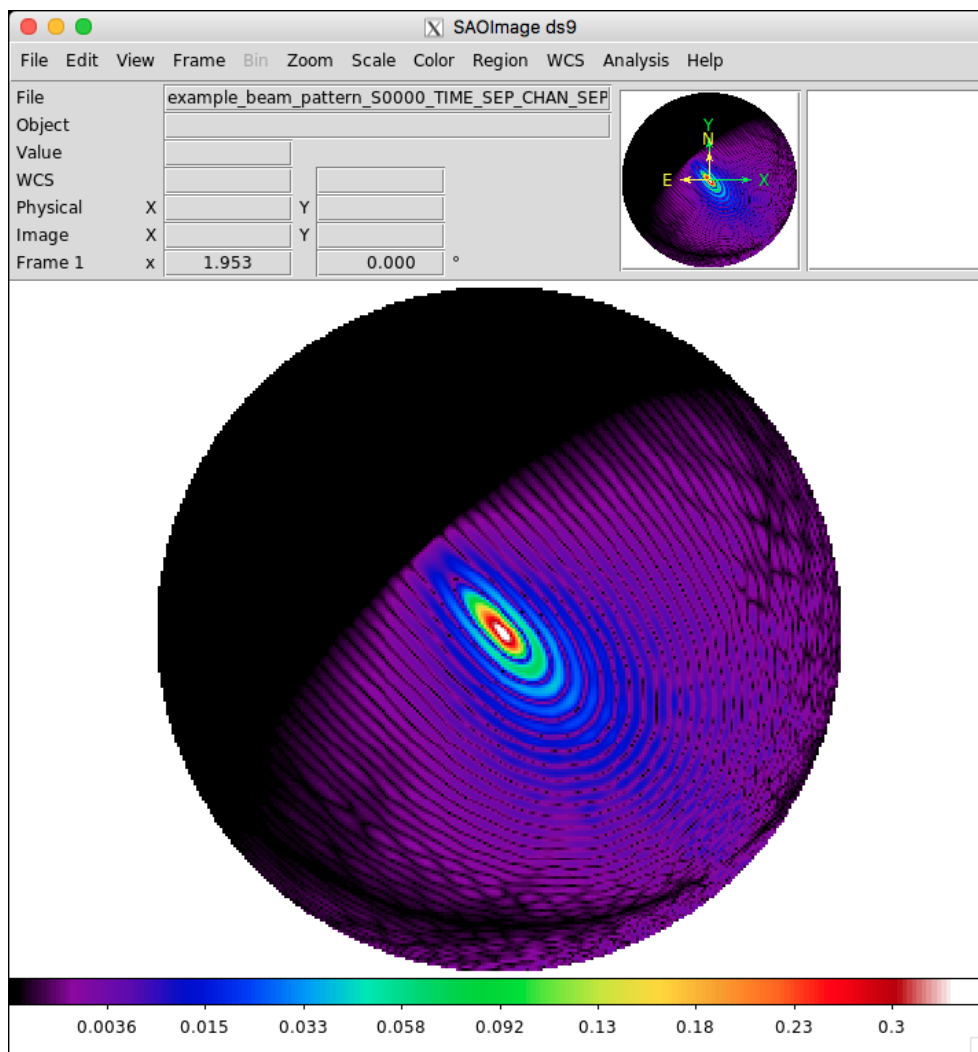 SAOImage ds9
File Edit View Frame Bin Zoom Scale Color Region WCS Analysis Help
File example_beam_pattern_S0000_TIME_SEP_CHAN_SEP
Object
Value
WCS
Physical X Y
Image X Y
Frame 1 x 1.953 0.000 °
Y
N
E X
0.0036 0.015 0.033 0.058 0.092 0.13 0.18 0.23 0.3